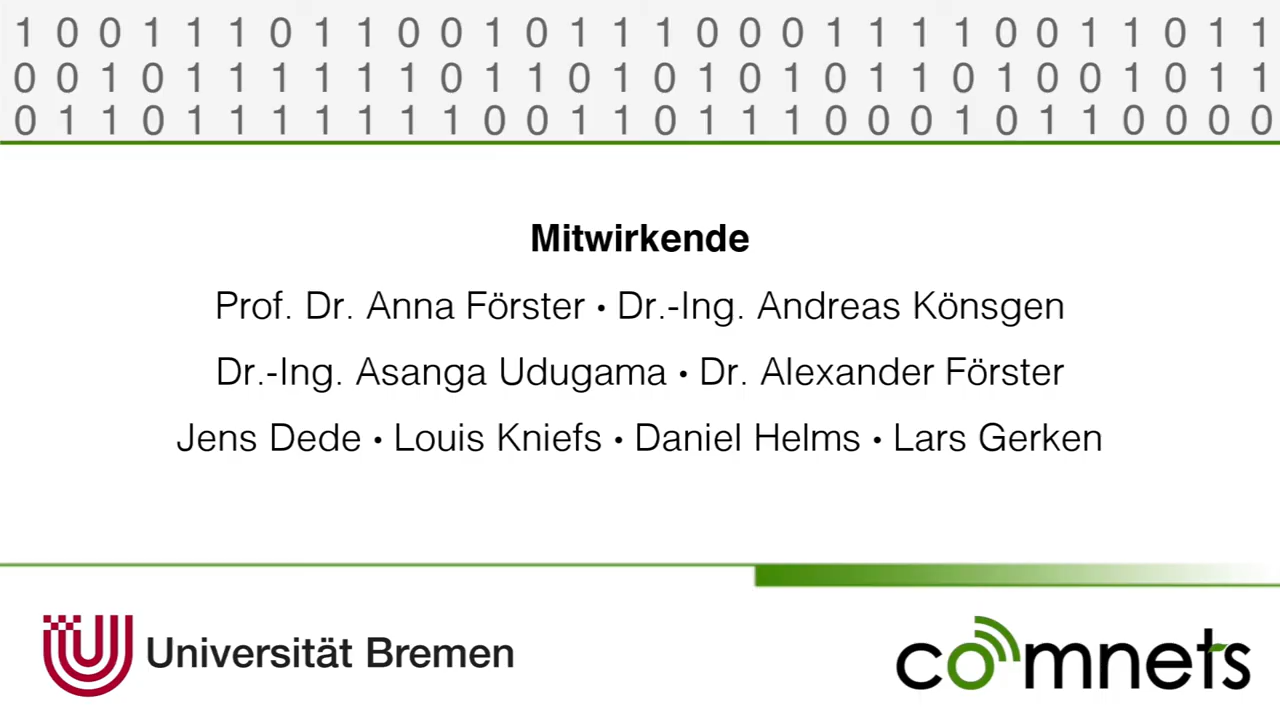 1 0 0 1 1 1 0 1 1 0 0 1 0 1 1 1 0 0 0 1 1 1 1 0 0 1 1 0 1 1
0 0 1 0 1 1 1 1 1 1 0 1 1 0 1 0 1 0 1 0 1 1 0 1 0 0 1 0 1 1
0 1 1 0 1 1 1 1 1 1 1 0 0 1 1 0 1 1 1 0 0 0 1 0 1 1 0 0 0 0
Mitwirkende
Prof. Dr. Anna Förster • Dr.-Ing. Andreas Könsgen
Dr.-Ing. Asanga Udugama • Dr. Alexander Förster
Jens Dede • Louis Kniefs • Daniel Helms • Lars Gerken
Universität Bremen
comnets